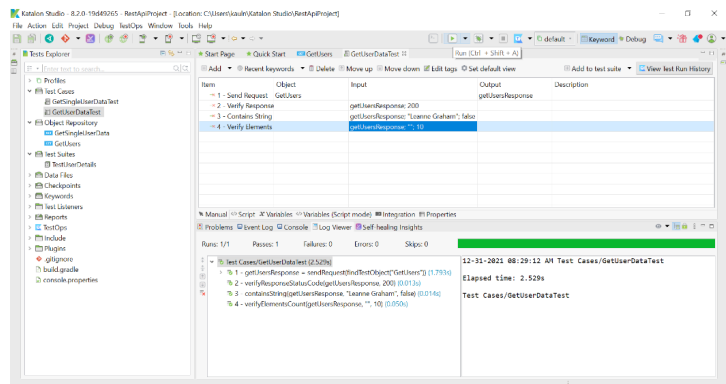 Katalon Studio - 8.2.0-19d49265 - RestApiProject - [Location: C:\Users\kauin\Katalon Studio\RestApiProject]
File Action Edit Project Debug TestOps Window Tools Help
default Keyword Debug
Tests Explorer
Start Page Quick Start GetUsers GetUserDataTest Run (Ctrl + Shift + A)
Enter text to search...
Add Recent keywords Delete Move up Move down Edit tags Set default view Add to test suite View Test Run History
Profiles
Test Cases
GetSingleUserDataTest
GetUserDataTest
Object Repository
GetSingleUserData
GetUsers
Test Suites
TestUserDetails
Data Files
Checkpoints
Keywords
Test Listeners
Reports
TestOps
Include
Plugins
.gitignore
build.gradle
console.properties
Item Object Input Output Description
1 - Send Request GetUsers getUsersResponse
2 - Verify Response getUsersResponse; 200
3 - Contains String getUsersResponse; "Leanne Graham"; false
4 - Verify Elements getUsersResponse; ""; 10
Manual Script Variables Variables (Script mode) Integration Properties
Problems Event Log Console Log Viewer Self-healing Insights
Runs: 1/1 Passes: 1 Failures: 0 Errors: 0 Skips: 0
Test Cases/GetUserDataTest (2.529s)
1 - getUsersResponse = sendRequest(findTestObject("GetUsers")) (1.793s)
2 - verifyResponseStatusCode(getUsersResponse, 200) (0.013s)
3 - containsString(getUsersResponse, "Leanne Graham", false) (0.014s)
4 - verifyElementsCount(getUsersResponse, "", 10) (0.050s)
12-31-2021 08:29:12 AM Test Cases/GetUserDataTest
Elapsed time: 2.529s
Test Cases/GetUserDataTest